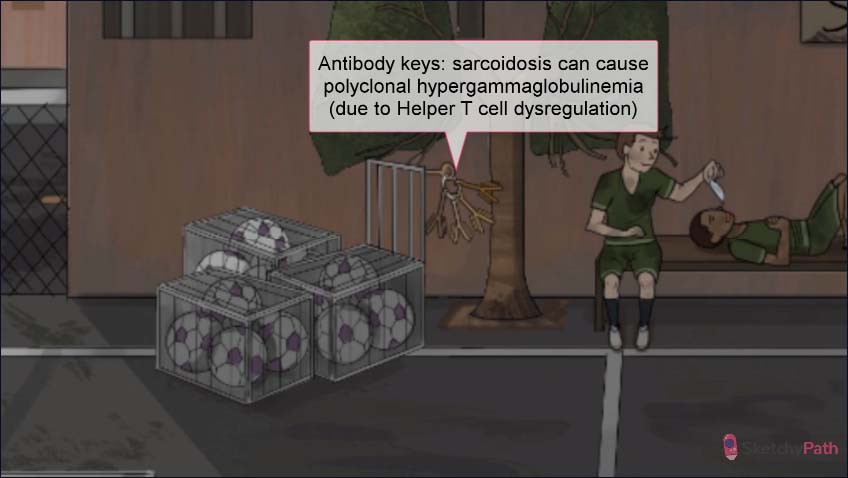 Antibody keys: sarcoidosis can cause
polyclonal hypergammaglobulinemia
(due to Helper T cell dysregulation)
SketchyPath